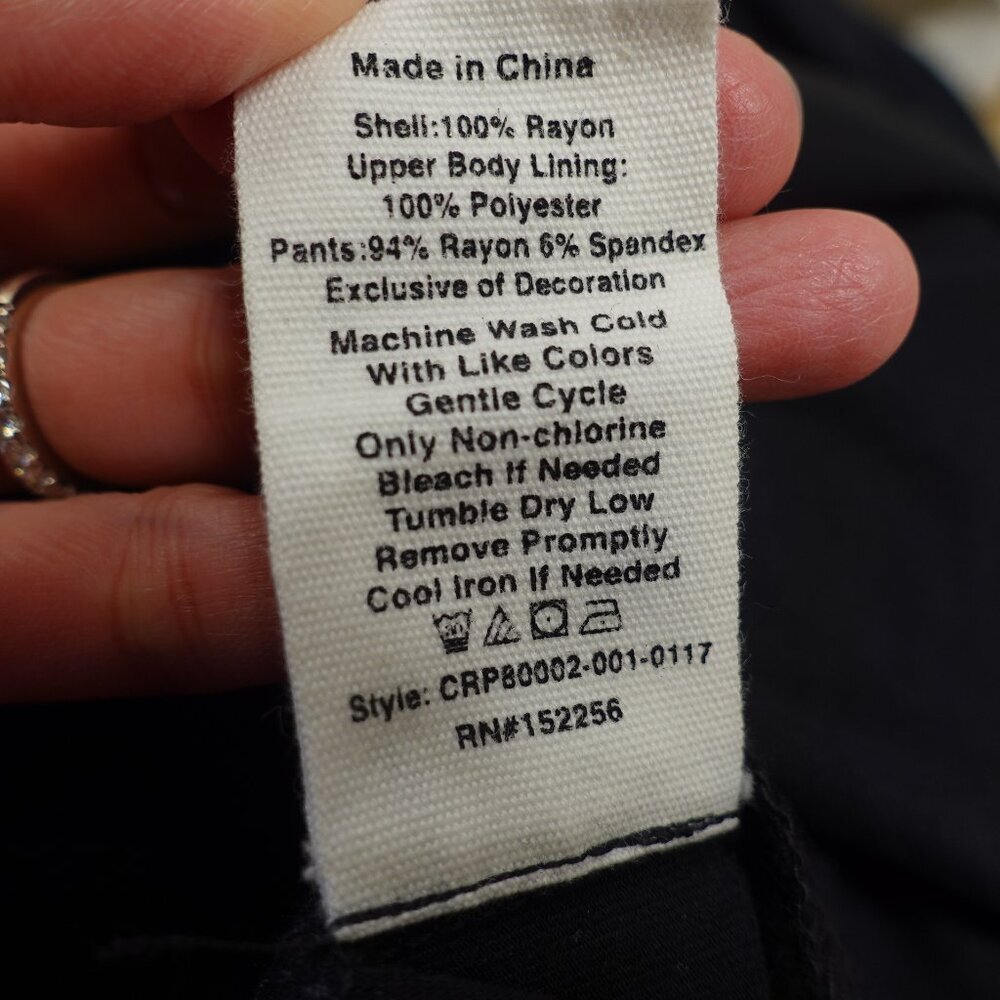 Made in China
Shell:100% Rayon
Upper Body Lining:
100% Polyester
Pants:94% Rayon 6% Spandex
Exclusive of Decoration
Machine Wash Cold
With Like Colors
Gentle Cycle
Only Non-chlorine
Bleach If Needed
Tumble Dry Low
Remove Promptly
Cool Iron If Needed
30
Style: CRP80002-001-0117
RN#152256